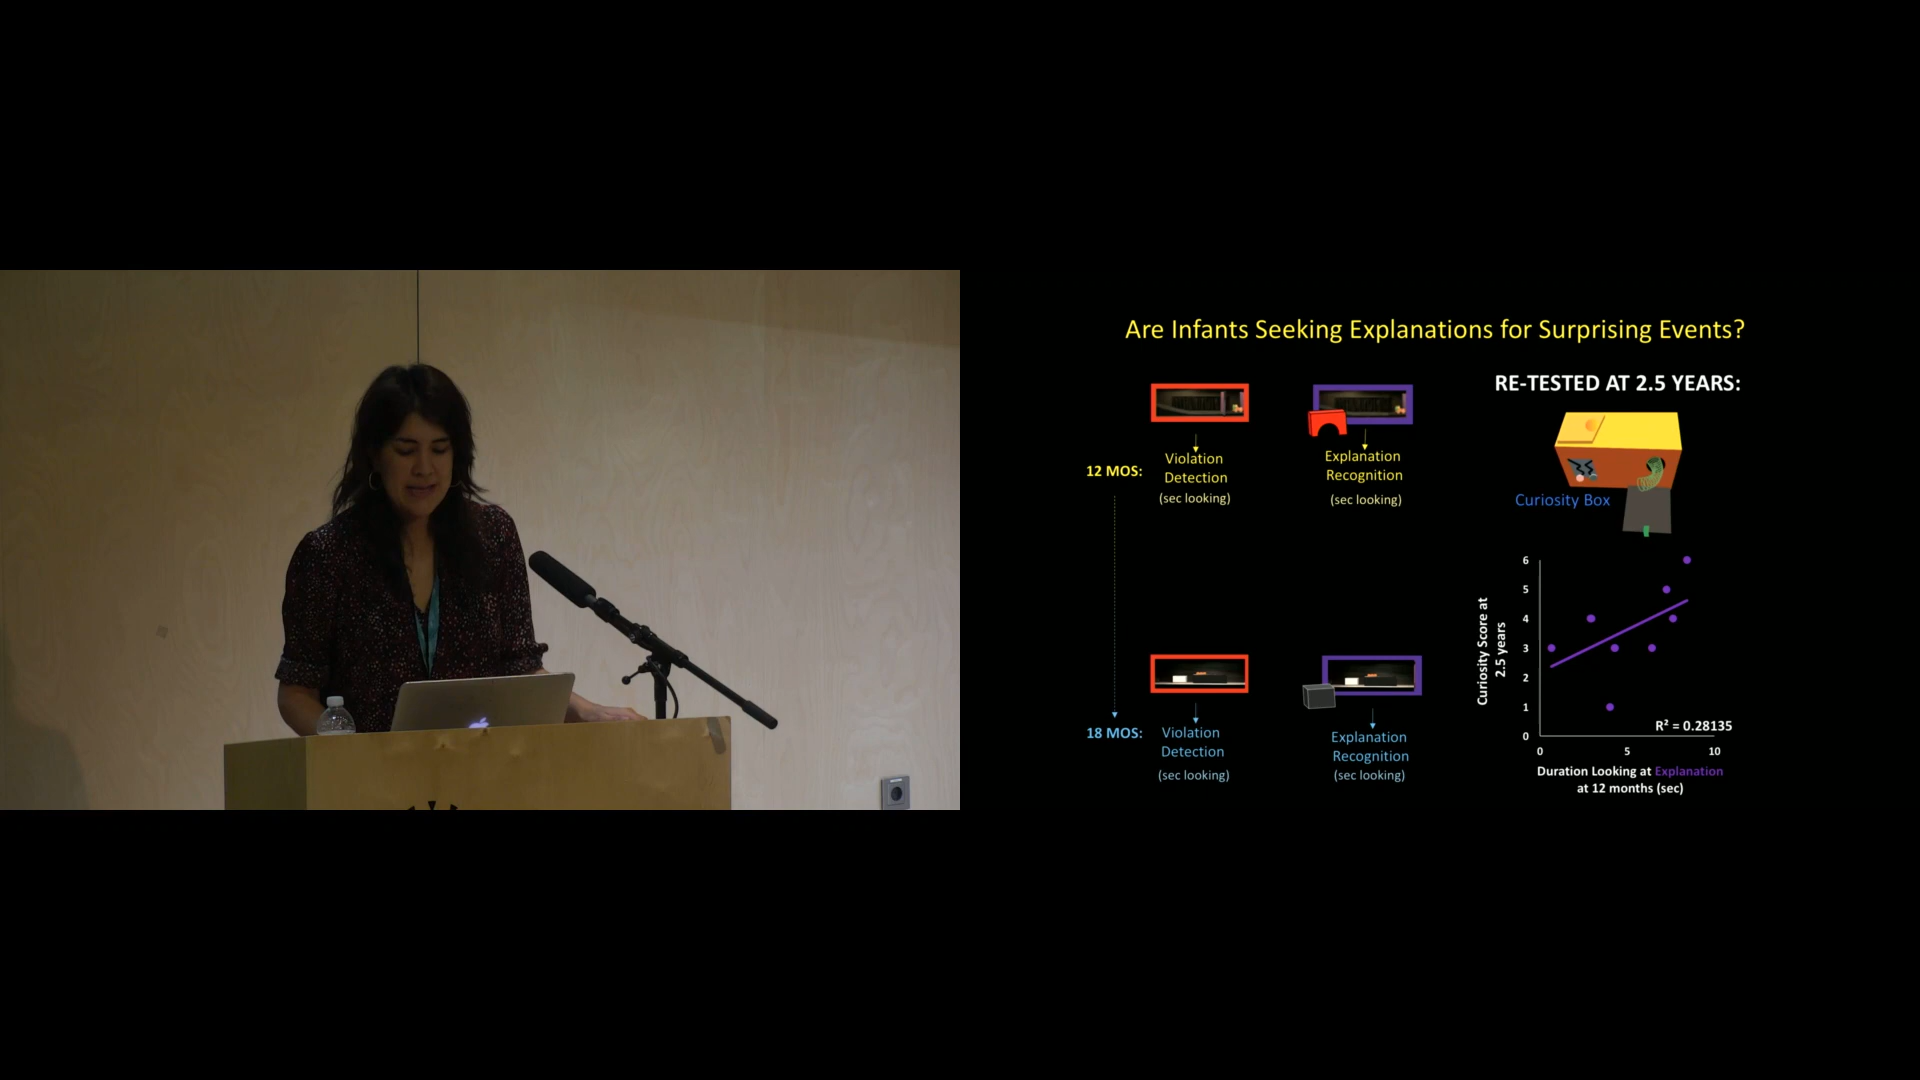 Are Infants Seeking Explanations for Surprising Events?
RE-TESTED AT 2.5 YEARS:
12 MOS:
Violation
Detection
(sec looking)
Explanation
Recognition
(sec looking)
Curiosity Box
18 MOS:
Violation
Detection
(sec looking)
Explanation
Recognition
(sec looking)
Curiosity Score at
2.5 years
6
5
4
3
2
1
0
R² = 0.28135
0 5 10
Duration Looking at Explanation
at 12 months (sec)